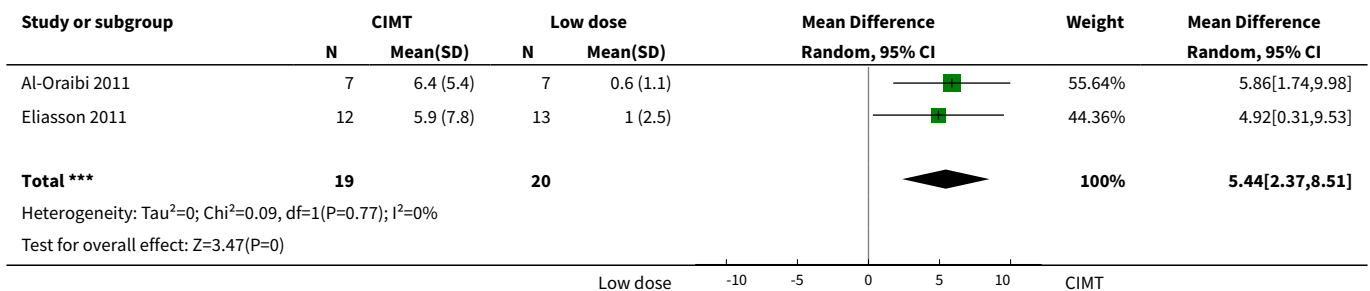 Study or subgroup CIMT Low dose Mean Difference Weight Mean Difference
N Mean(SD) N Mean(SD) Random, 95% CI Random, 95% CI
Al-Oraibi 2011 7 6.4 (5.4) 7 0.6 (1.1) 55.64% 5.86[1.74,9.98]
Eliasson 2011 12 5.9 (7.8) 13 1 (2.5) 44.36% 4.92[0.31,9.53]
Total *** 19 20 100% 5.44[2.37,8.51]
Heterogeneity: Tau²=0; Chi²=0.09, df=1(P=0.77); I²=0%
Test for overall effect: Z=3.47(P=0)
Low dose -10 -5 0 5 10 CIMT